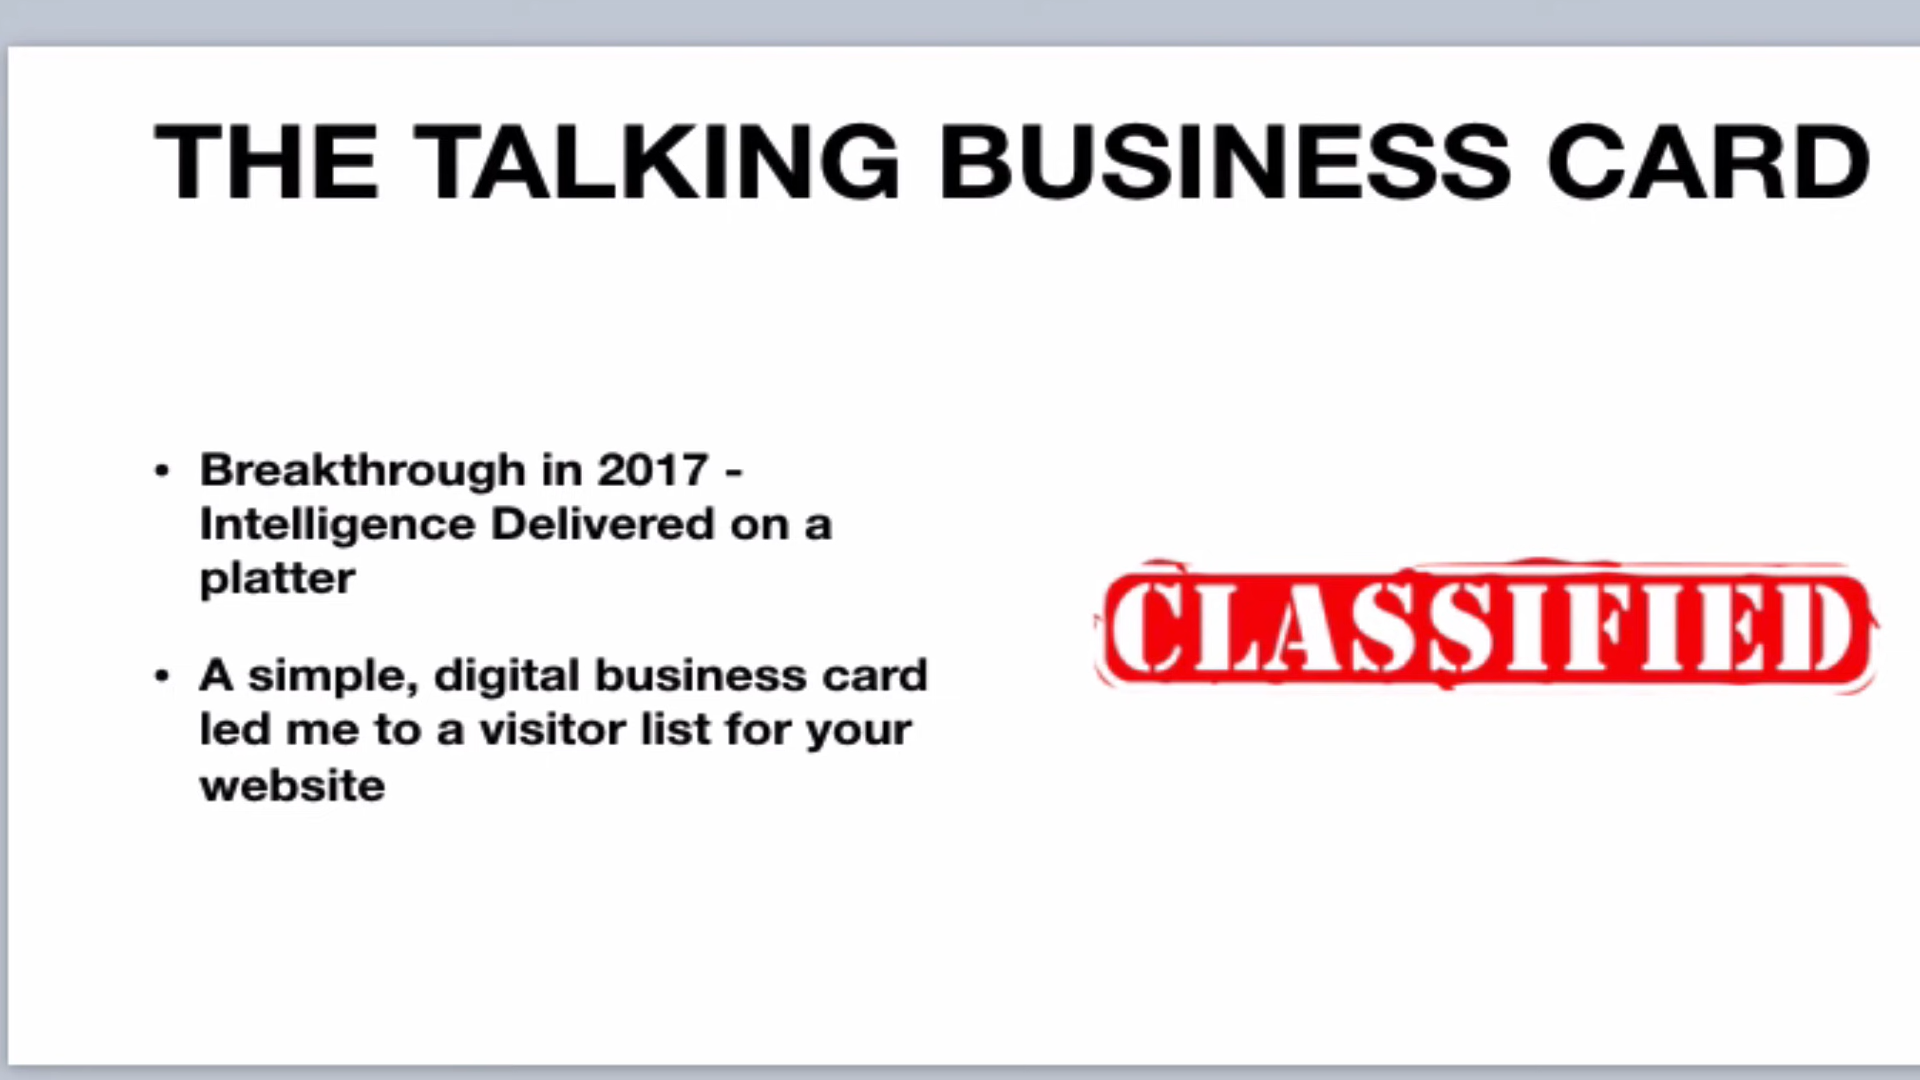 THE TALKING BUSINESS CARD
• Breakthrough in 2017 -
Intelligence Delivered on a
platter
• A simple, digital business card
led me to a visitor list for your
website
CLASSIFIED